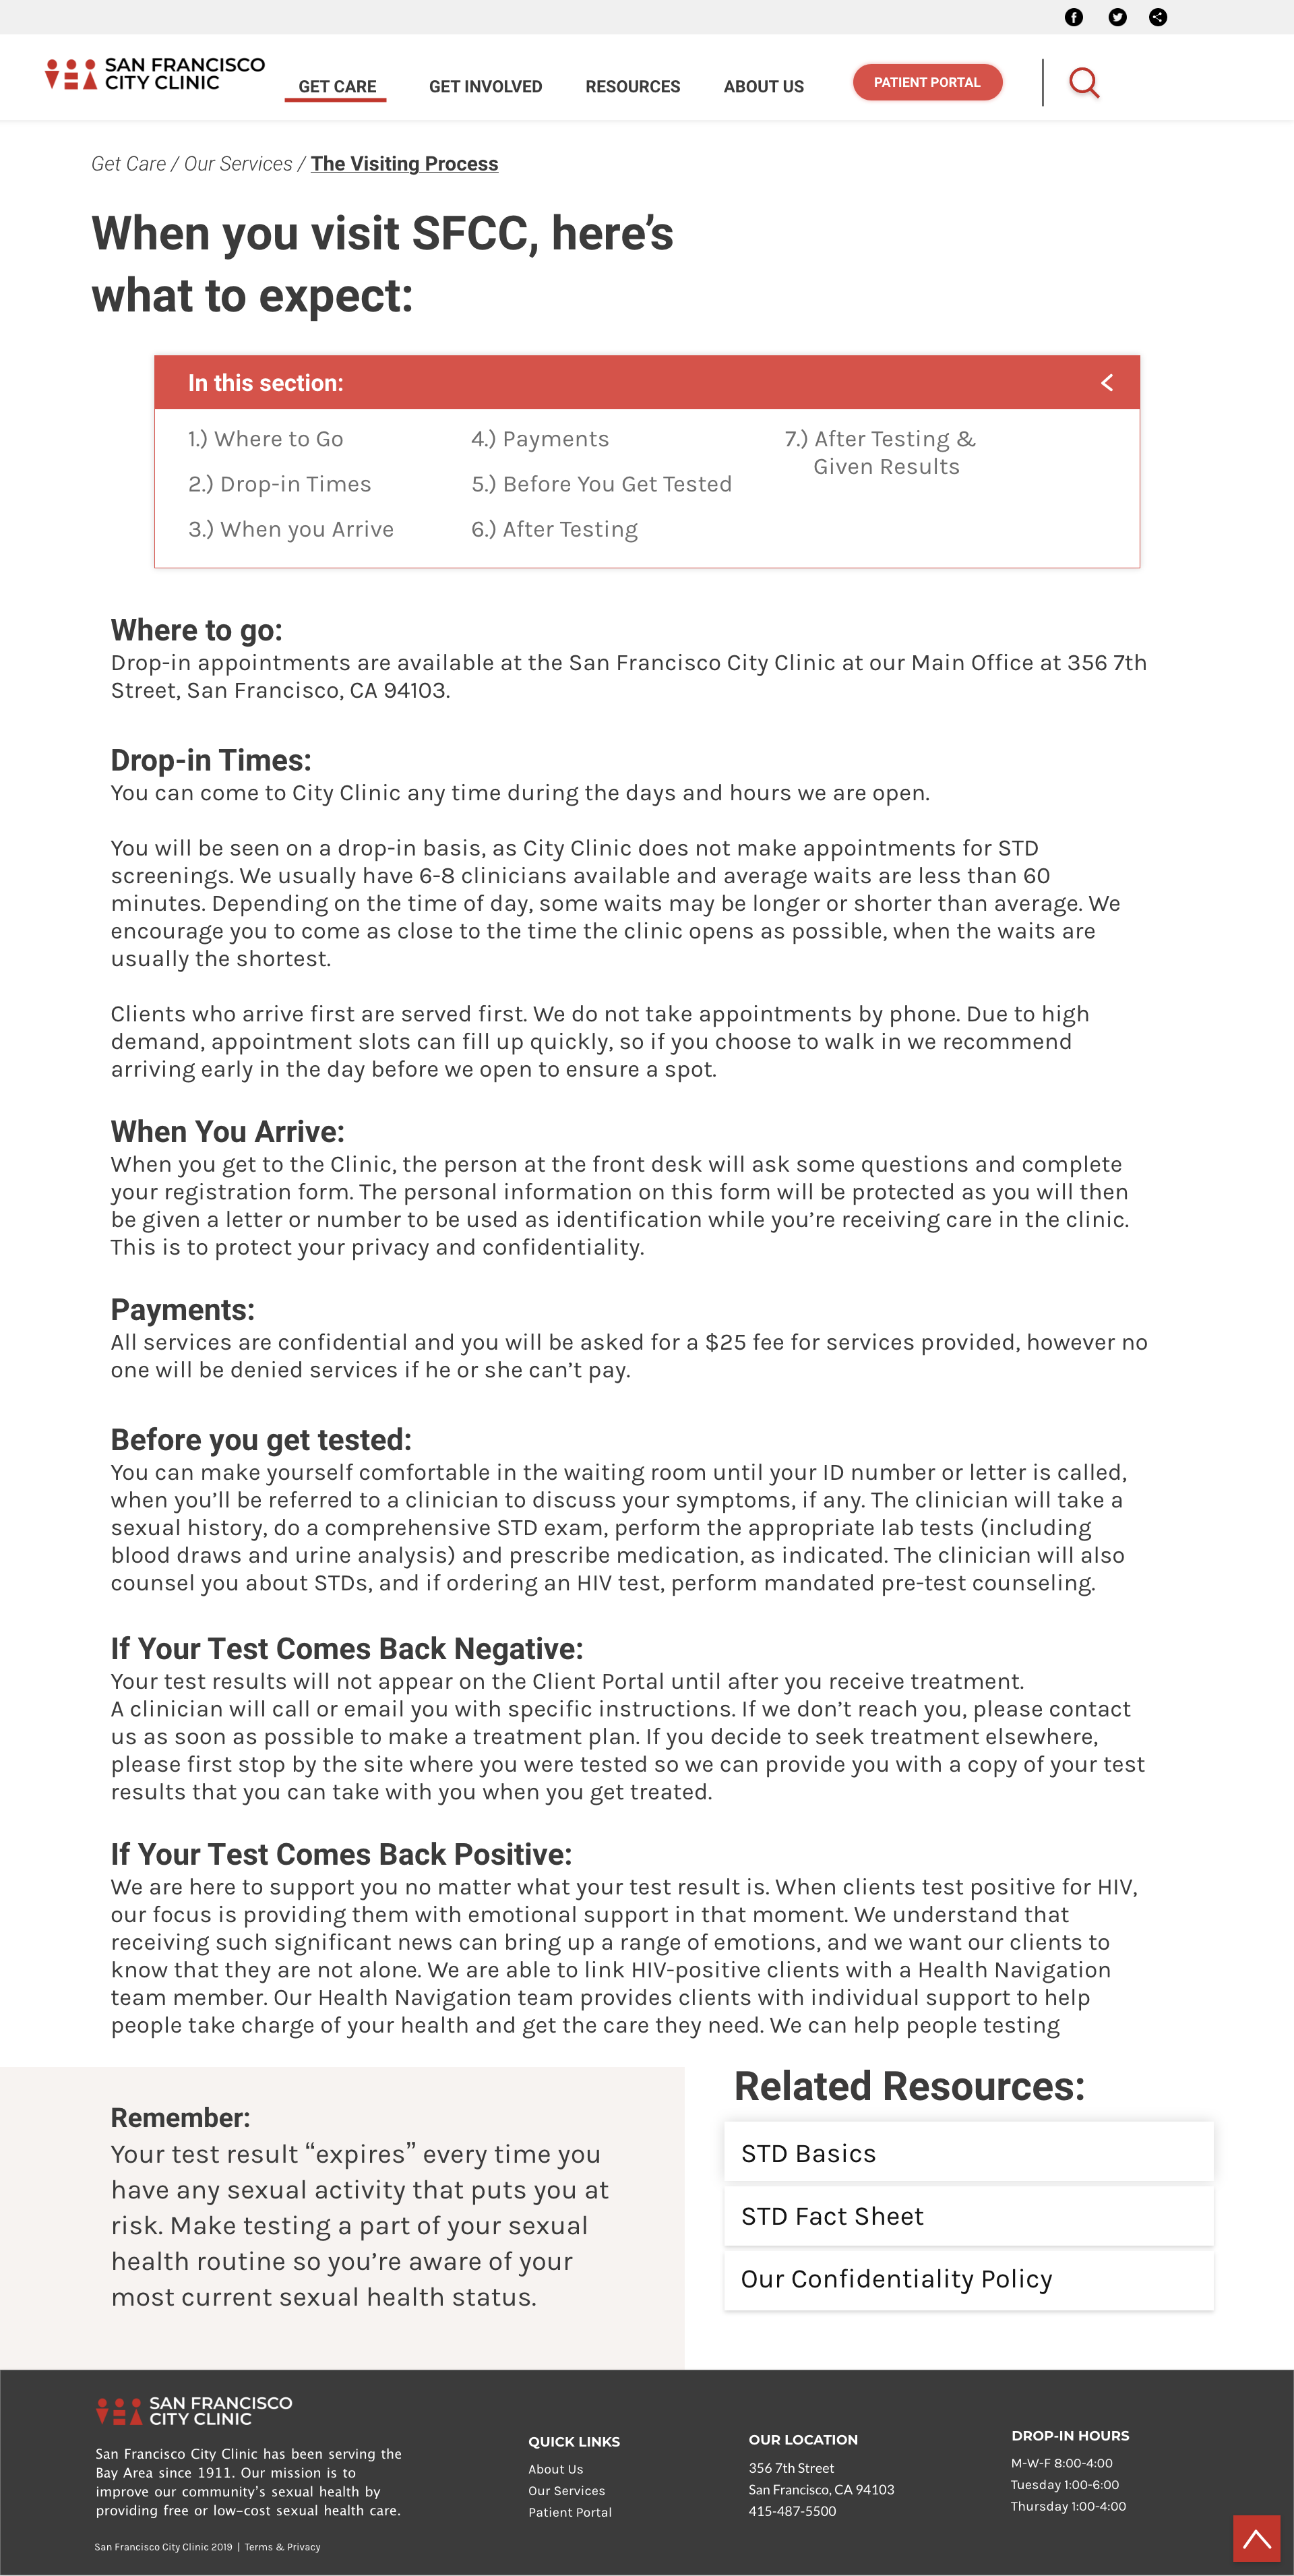 SAN FRANCISCO
CITY CLINIC
GET CARE
GET INVOLVED
RESOURCES
ABOUT US
PATIENT PORTAL
Get Care / Our Services / The Visiting Process
When you visit SFCC, here’s
what to expect:
In this section:
1.) Where to Go
2.) Drop-in Times
3.) When you Arrive
4.) Payments
5.) Before You Get Tested
6.) After Testing
7.) After Testing &
Given Results
Where to go:
Drop-in appointments are available at the San Francisco City Clinic at our Main Office at 356 7th
Street, San Francisco, CA 94103.
Drop-in Times:
You can come to City Clinic any time during the days and hours we are open.
You will be seen on a drop-in basis, as City Clinic does not make appointments for STD
screenings. We usually have 6-8 clinicians available and average waits are less than 60
minutes. Depending on the time of day, some waits may be longer or shorter than average. We
encourage you to come as close to the time the clinic opens as possible, when the waits are
usually the shortest.
Clients who arrive first are served first. We do not take appointments by phone. Due to high
demand, appointment slots can fill up quickly, so if you choose to walk in we recommend
arriving early in the day before we open to ensure a spot.
When You Arrive:
When you get to the Clinic, the person at the front desk will ask some questions and complete
your registration form. The personal information on this form will be protected as you will then
be given a letter or number to be used as identification while you’re receiving care in the clinic.
This is to protect your privacy and confidentiality.
Payments:
All services are confidential and you will be asked for a $25 fee for services provided, however no
one will be denied services if he or she can’t pay.
Before you get tested:
You can make yourself comfortable in the waiting room until your ID number or letter is called,
when you’ll be referred to a clinician to discuss your symptoms, if any. The clinician will take a
sexual history, do a comprehensive STD exam, perform the appropriate lab tests (including
blood draws and urine analysis) and prescribe medication, as indicated. The clinician will also
counsel you about STDs, and if ordering an HIV test, perform mandated pre-test counseling.
If Your Test Comes Back Negative:
Your test results will not appear on the Client Portal until after you receive treatment.
A clinician will call or email you with specific instructions. If we don’t reach you, please contact
us as soon as possible to make a treatment plan. If you decide to seek treatment elsewhere,
please first stop by the site where you were tested so we can provide you with a copy of your test
results that you can take with you when you get treated.
If Your Test Comes Back Positive:
We are here to support you no matter what your test result is. When clients test positive for HIV,
our focus is providing them with emotional support in that moment. We understand that
receiving such significant news can bring up a range of emotions, and we want our clients to
know that they are not alone. We are able to link HIV-positive clients with a Health Navigation
team member. Our Health Navigation team provides clients with individual support to help
people take charge of your health and get the care they need. We can help people testing
Remember:
Your test result “expires” every time you
have any sexual activity that puts you at
risk. Make testing a part of your sexual
health routine so you’re aware of your
most current sexual health status.
Related Resources:
STD Basics
STD Fact Sheet
Our Confidentiality Policy
SAN FRANCISCO
CITY CLINIC
San Francisco City Clinic has been serving the
Bay Area since 1911. Our mission is to
improve our community's sexual health by
providing free or low-cost sexual health care.
San Francisco City Clinic 2019 | Terms & Privacy
QUICK LINKS
About Us
Our Services
Patient Portal
OUR LOCATION
356 7th Street
San Francisco, CA 94103
415-487-5500
DROP-IN HOURS
M-W-F 8:00-4:00
Tuesday 1:00-6:00
Thursday 1:00-4:00